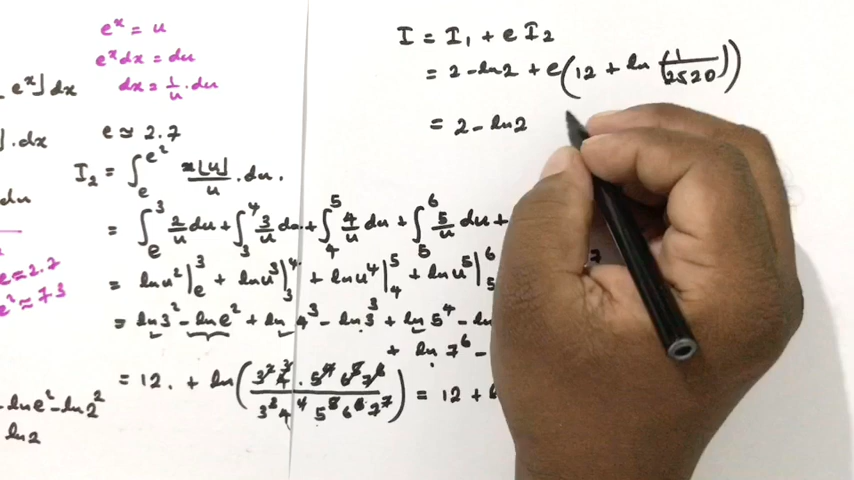 e^x = u
e^x dx = du
dx = 1/u . du
e^x⌋dx
⌋.dx
du
e ≈ 2.7
I₂ = ∫_e^{e²} x⌊u⌋/u . du.
= ∫_e^3 2/u du + ∫_3^4 3/u du + ∫_4^5 4/u du + ∫_5^6 5/u du +
e ≈ 2.7
e² ≈ 7.3
= ln u² |_e^3 + ln u³ |_3^4 + ln u⁴ |_4^5 + ln u⁵ |_5^6
= ln 3² - ln e² + ln 4³ - ln 3³ + ln 5⁴ - ln
+ ln 7⁶ -
= 12 . + ln( 3² 4³ . 5⁴ 6⁵ 7⁶ / 3³ 4⁴ 5⁵ 6⁶ 7⁷ ) = 12 +
- ln e² - ln 2²
ln 2
I = I₁ + e I₂
= 2 - ln 2 + e(12 + ln(1/2520))
= 2 - ln 2